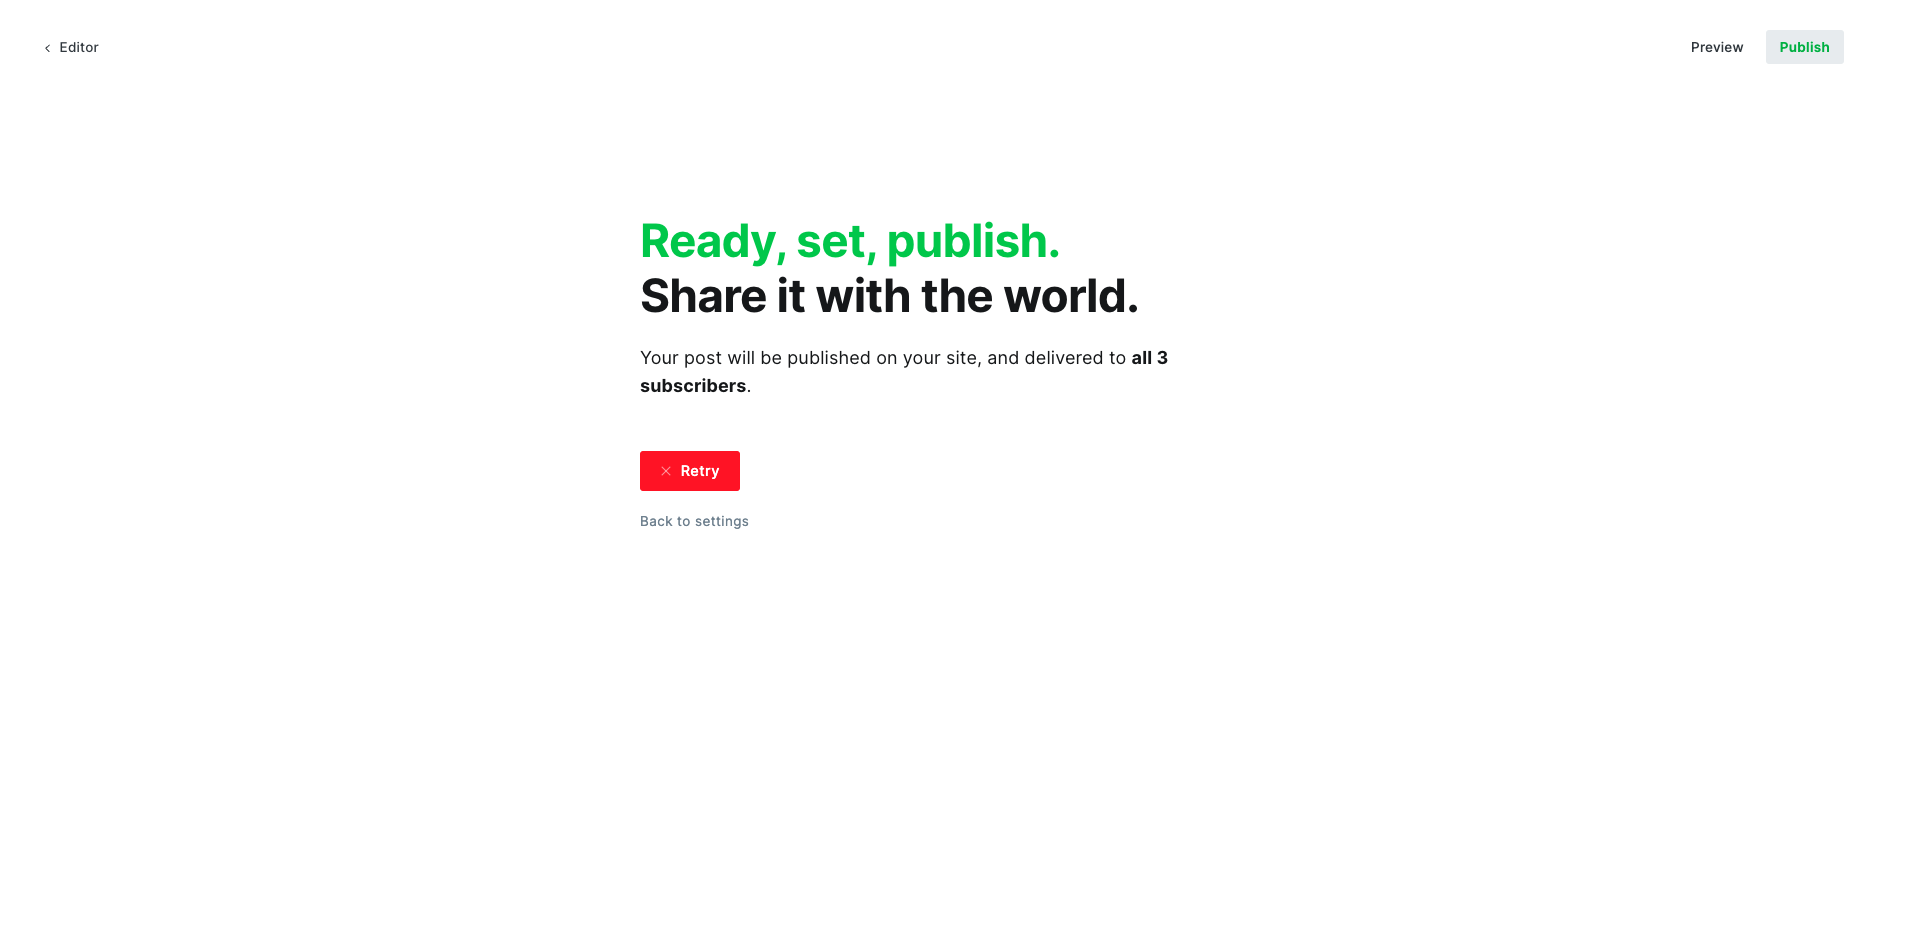 Editor
Preview
Publish
Ready, set, publish.
Share it with the world.
Your post will be published on your site, and delivered to all 3
subscribers.
Retry
Back to settings